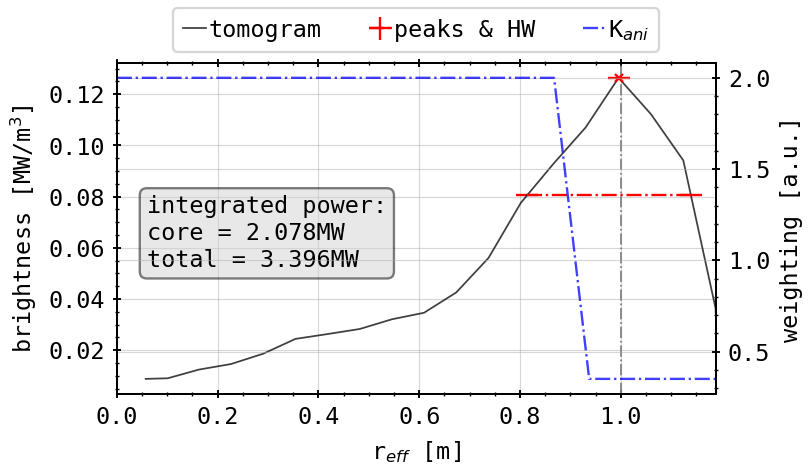 tomogram peaks & HW K_ani
brightness [MW/m³]
0.12
0.10
0.08
0.06
0.04
0.02
integrated power:
core = 2.078MW
total = 3.396MW
2.0
1.5
1.0
0.5
weighting [a.u.]
0.0 0.2 0.4 0.6 0.8 1.0
r_eff [m]